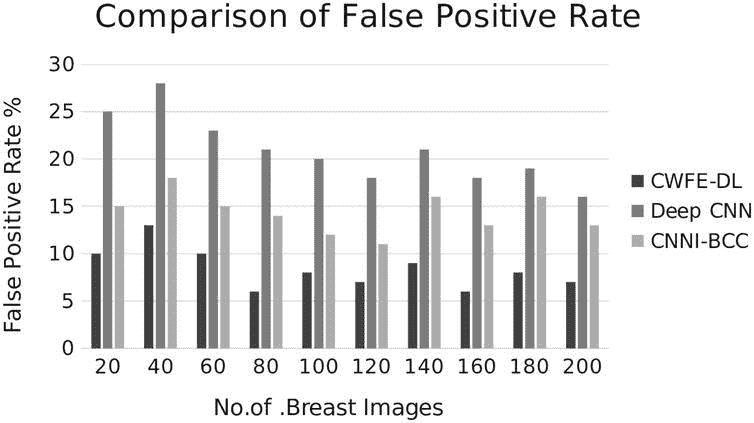 Comparison of False Positive Rate
False Positive Rate %
30
25
20
15
10
5
0
20 40 60 80 100 120 140 160 180 200
No.of .Breast Images
CWFE-DL
Deep CNN
CNNI-BCC